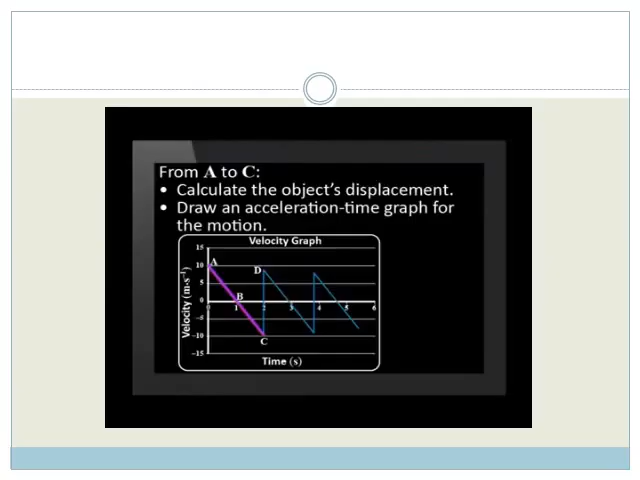 From A to C:
• Calculate the object's displacement.
• Draw an acceleration-time graph for
the motion.
Velocity Graph
Velocity (m·s⁻¹)
15
10
5
0
−5
−10
−15
A
B
C
D
0 1 2 3 4 5 6
Time (s)